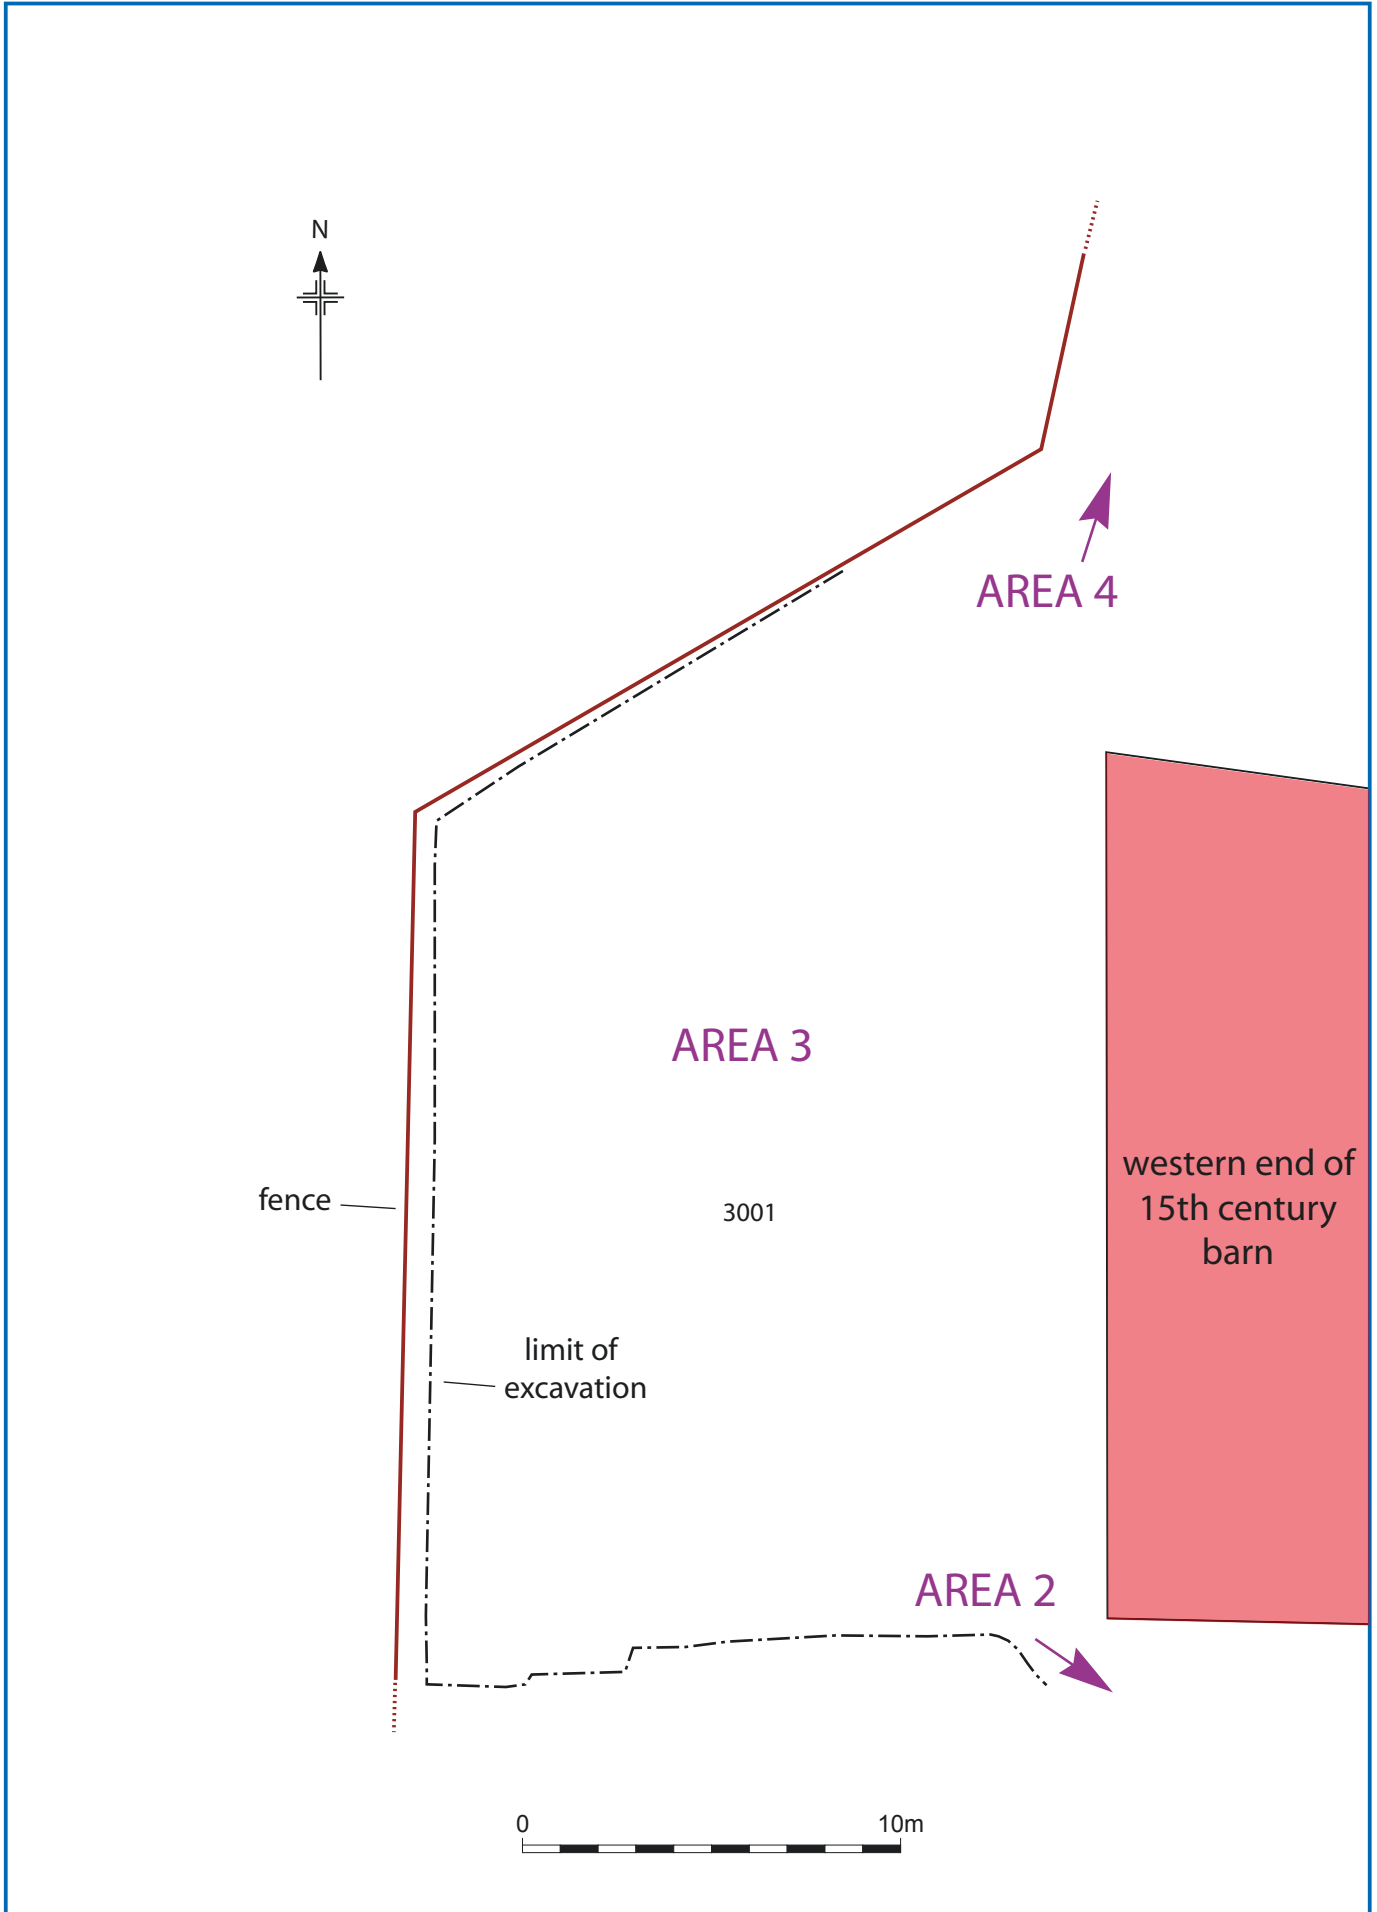 N
AREA 4
AREA 3
western end of
15th century
barn
fence
3001
limit of
excavation
AREA 2
0 10m